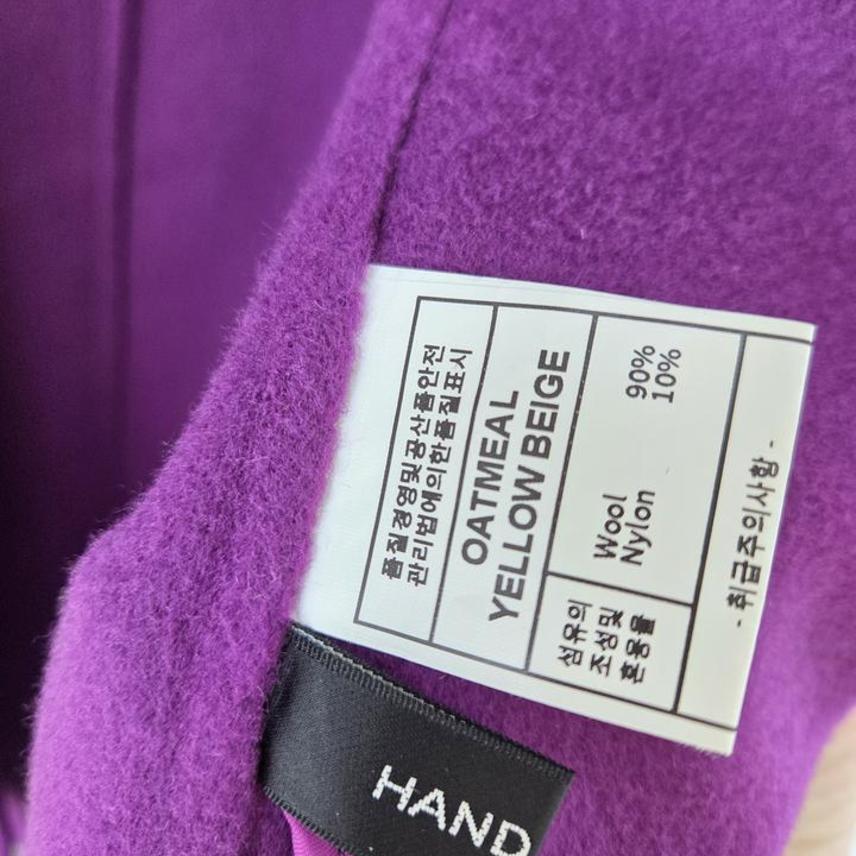 품질경영및공산품안전
관리법에의한품질표시
OATMEAL
YELLOW BEIGE
섬유의
조성및
혼용율
Wool 90%
Nylon 10%
- 취급주의사항 -
HAND